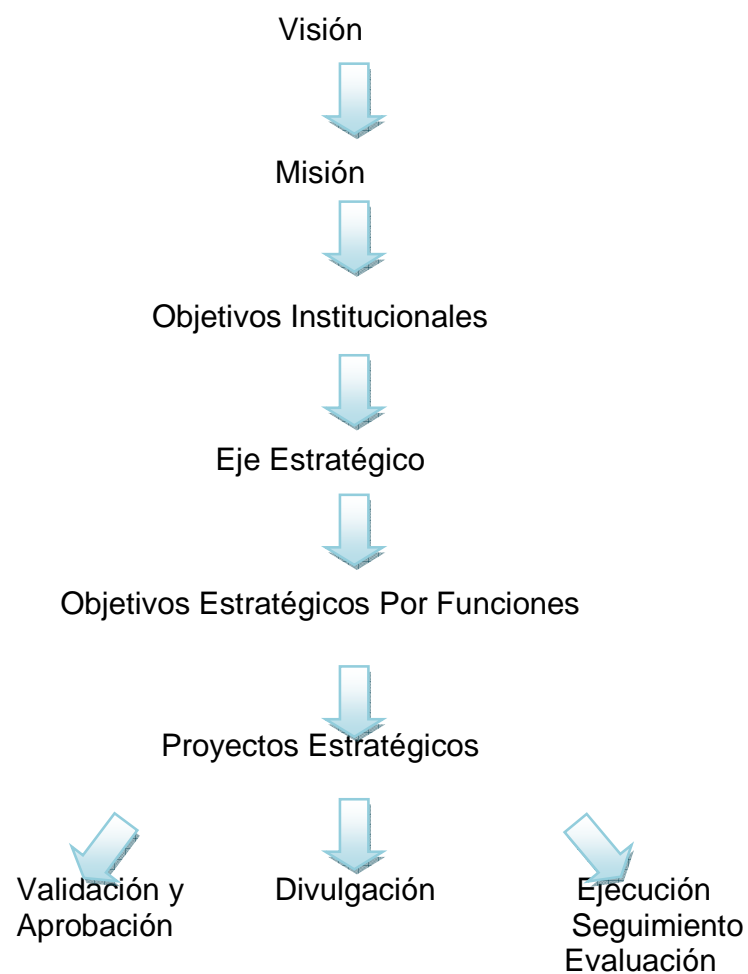 Visión
Misión
Objetivos Institucionales
Eje Estratégico
Objetivos Estratégicos Por Funciones
Proyectos Estratégicos
Validación y
Aprobación
Divulgación
Ejecución
Seguimiento
Evaluación